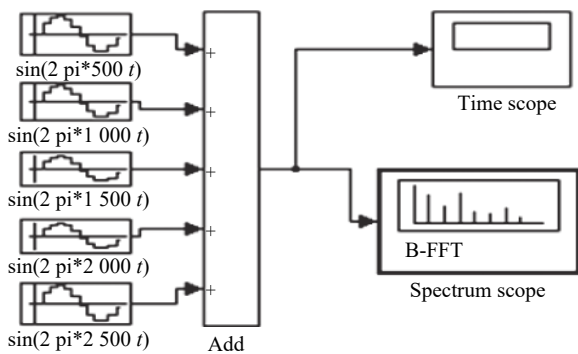 sin(2 pi*500 t)
sin(2 pi*1 000 t)
sin(2 pi*1 500 t)
sin(2 pi*2 000 t)
sin(2 pi*2 500 t)
+
+
+
+
+
Add
Time scope
B-FFT
Spectrum scope